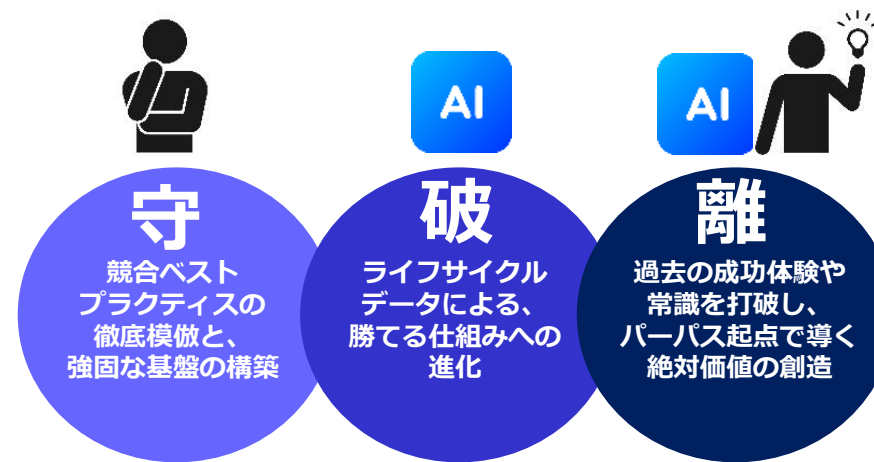 AI
AI
守
競合ベスト
プラクティスの
徹底模倣と、
強固な基盤の構築
破
ライフサイクル
データによる、
勝てる仕組みへの
進化
離
過去の成功体験や
常識を打破し、
パーパス起点で導く
絶対価値の創造